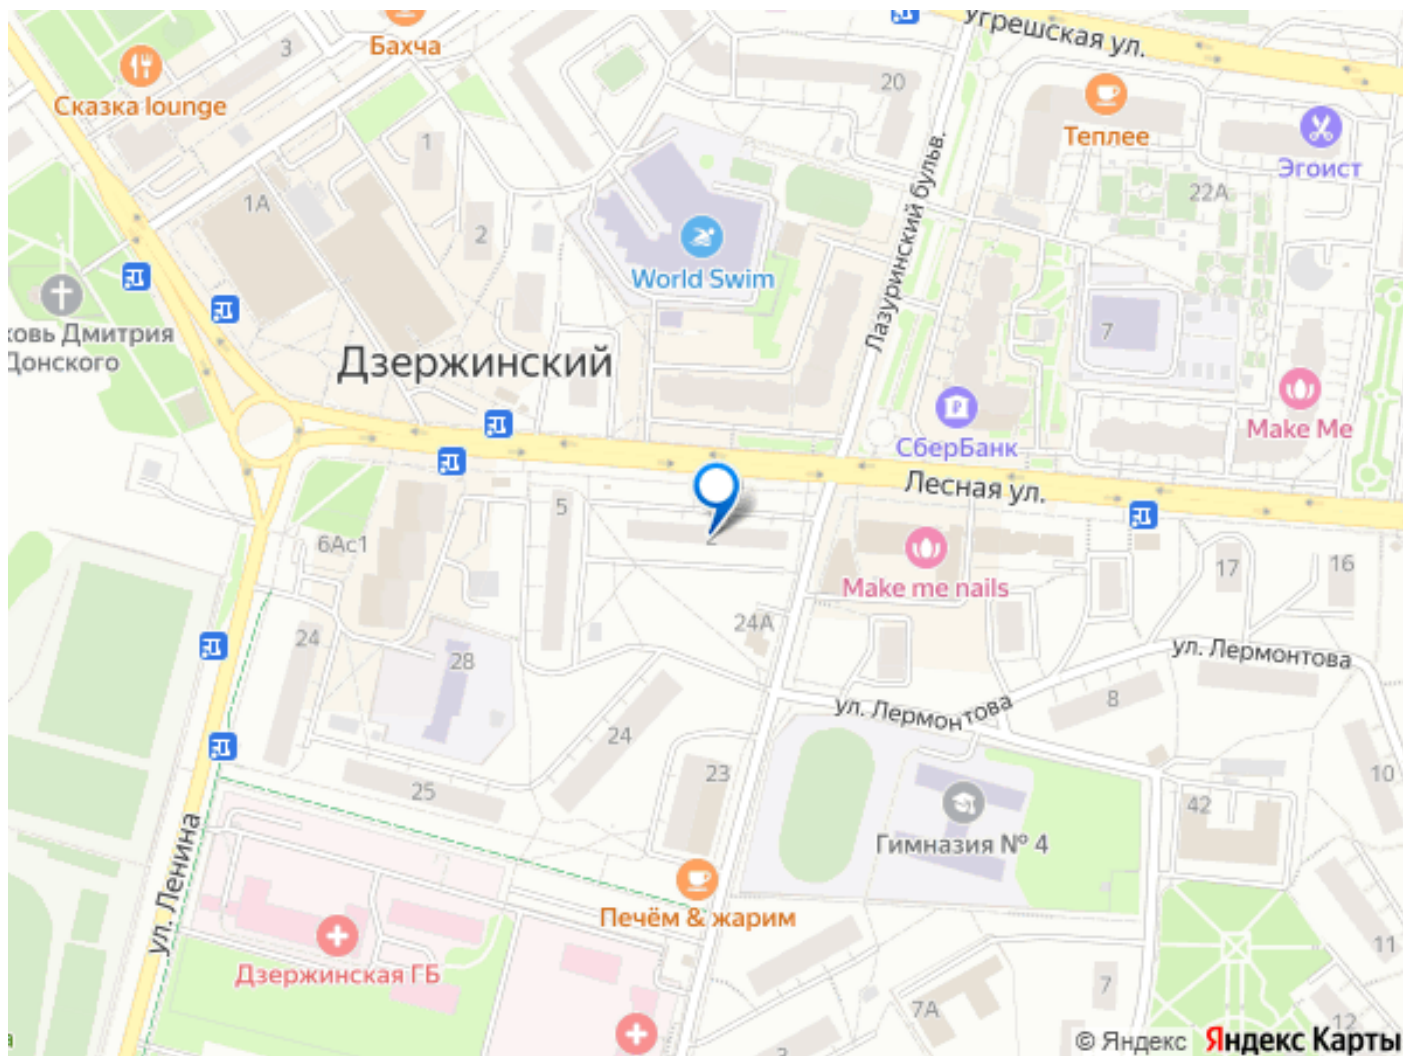 Угрешская ул.
Бахча
3
Сказка lounge
20
Теплее
Эгоист
1
Лазуринский бульв.
22А
1А
2
World Swim
ковь Дмитрия
Донского
7
Дзержинский
Make Me
СберБанк
Лесная ул.
5
2
6Ас1
Make me nails
17
16
24А
24
28
ул. Лермонтова
8
ул. Лермонтова
24
23
10
25
42
Гимназия № 4
ул. Ленина
Печём & жарим
11
Дзержинская ГБ
7
7А
12
3
© Яндекс Яндекс Карты